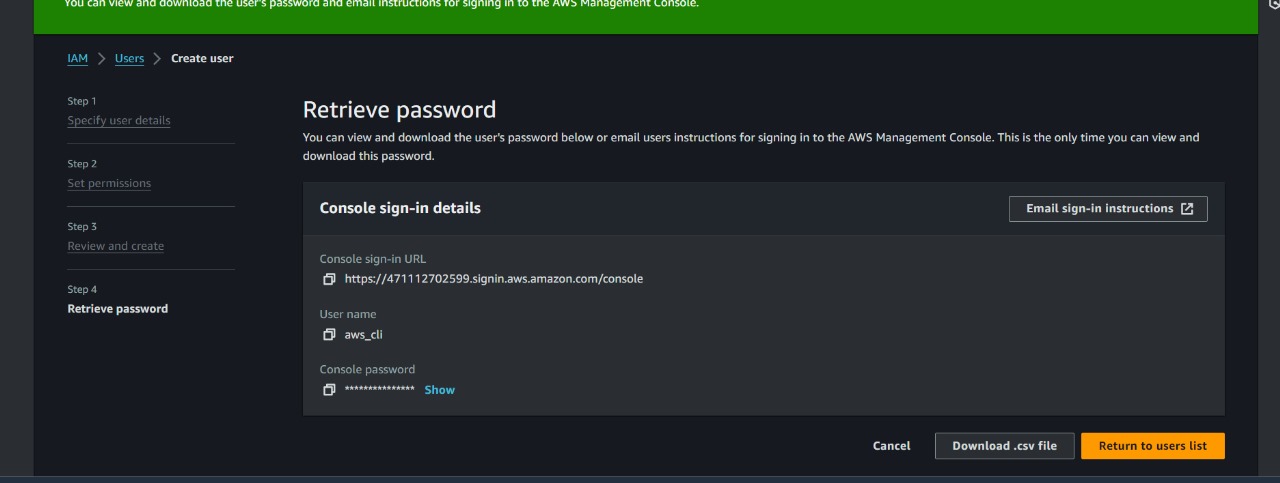 You can view and download the user's password and email instructions for signing in to the AWS Management Console.
IAM > Users > Create user
Step 1
Specify user details
Step 2
Set permissions
Step 3
Review and create
Step 4
Retrieve password
Retrieve password
You can view and download the user's password below or email users instructions for signing in to the AWS Management Console. This is the only time you can view and
download this password.
Console sign-in details
Email sign-in instructions
Console sign-in URL
https://471112702599.signin.aws.amazon.com/console
User name
aws_cli
Console password
*************** Show
Cancel
Download .csv file
Return to users list